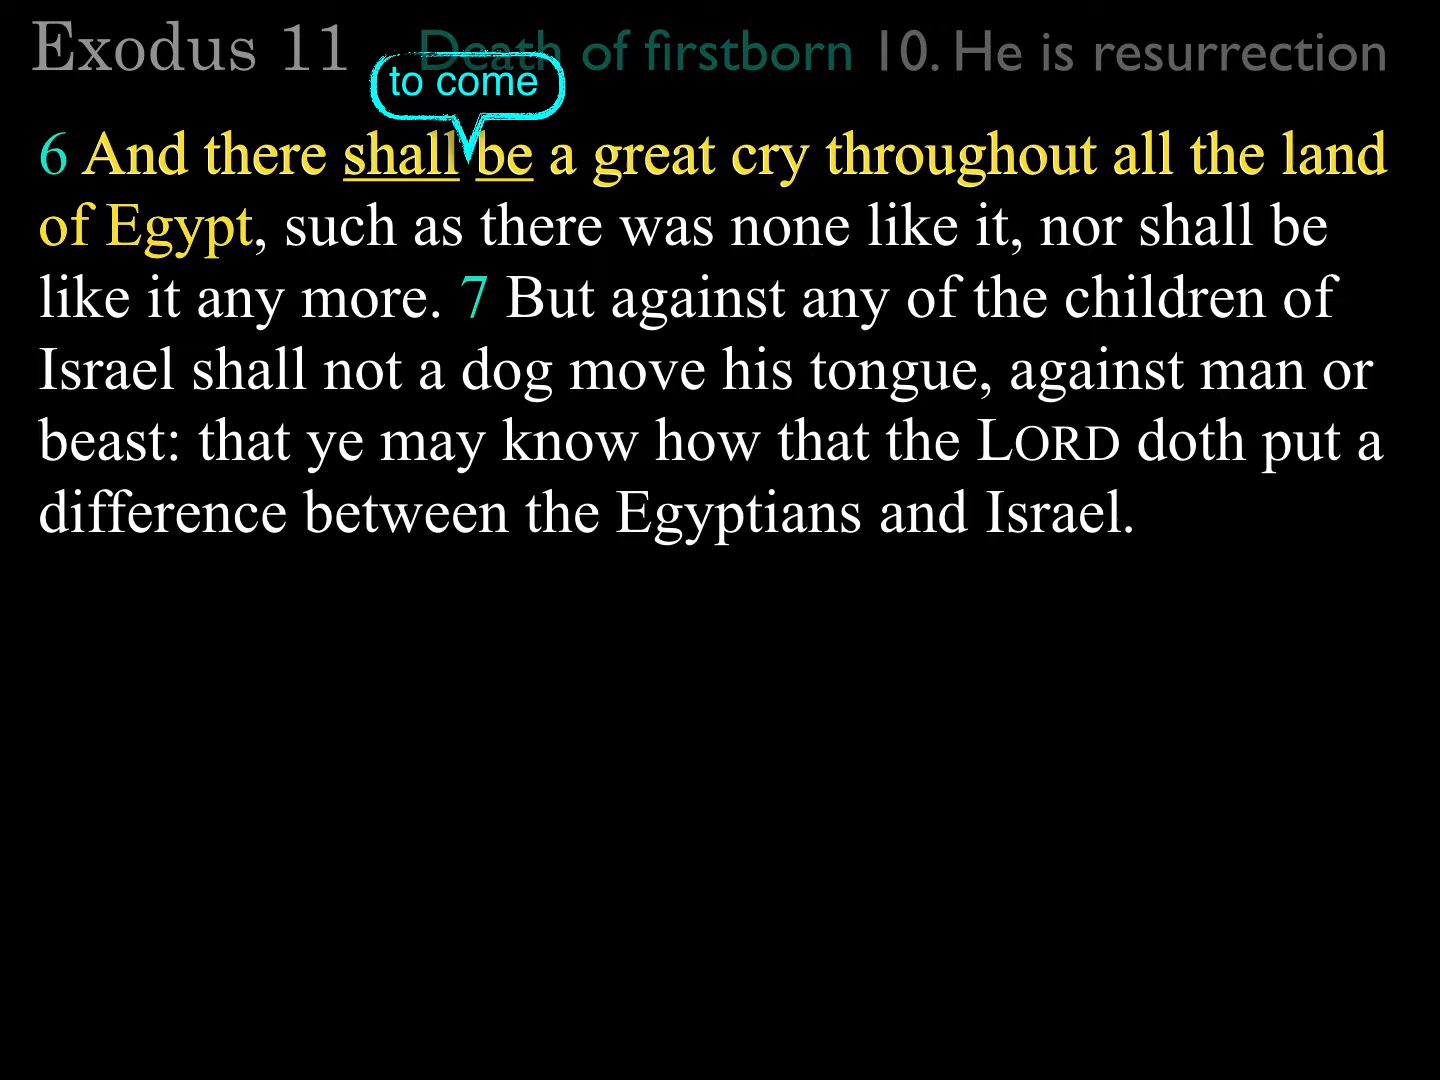 Exodus 11 Death of firstborn 10. He is resurrection
to come
6 And there shall be a great cry throughout all the land
of Egypt, such as there was none like it, nor shall be
like it any more. 7 But against any of the children of
Israel shall not a dog move his tongue, against man or
beast: that ye may know how that the LORD doth put a
difference between the Egyptians and Israel.